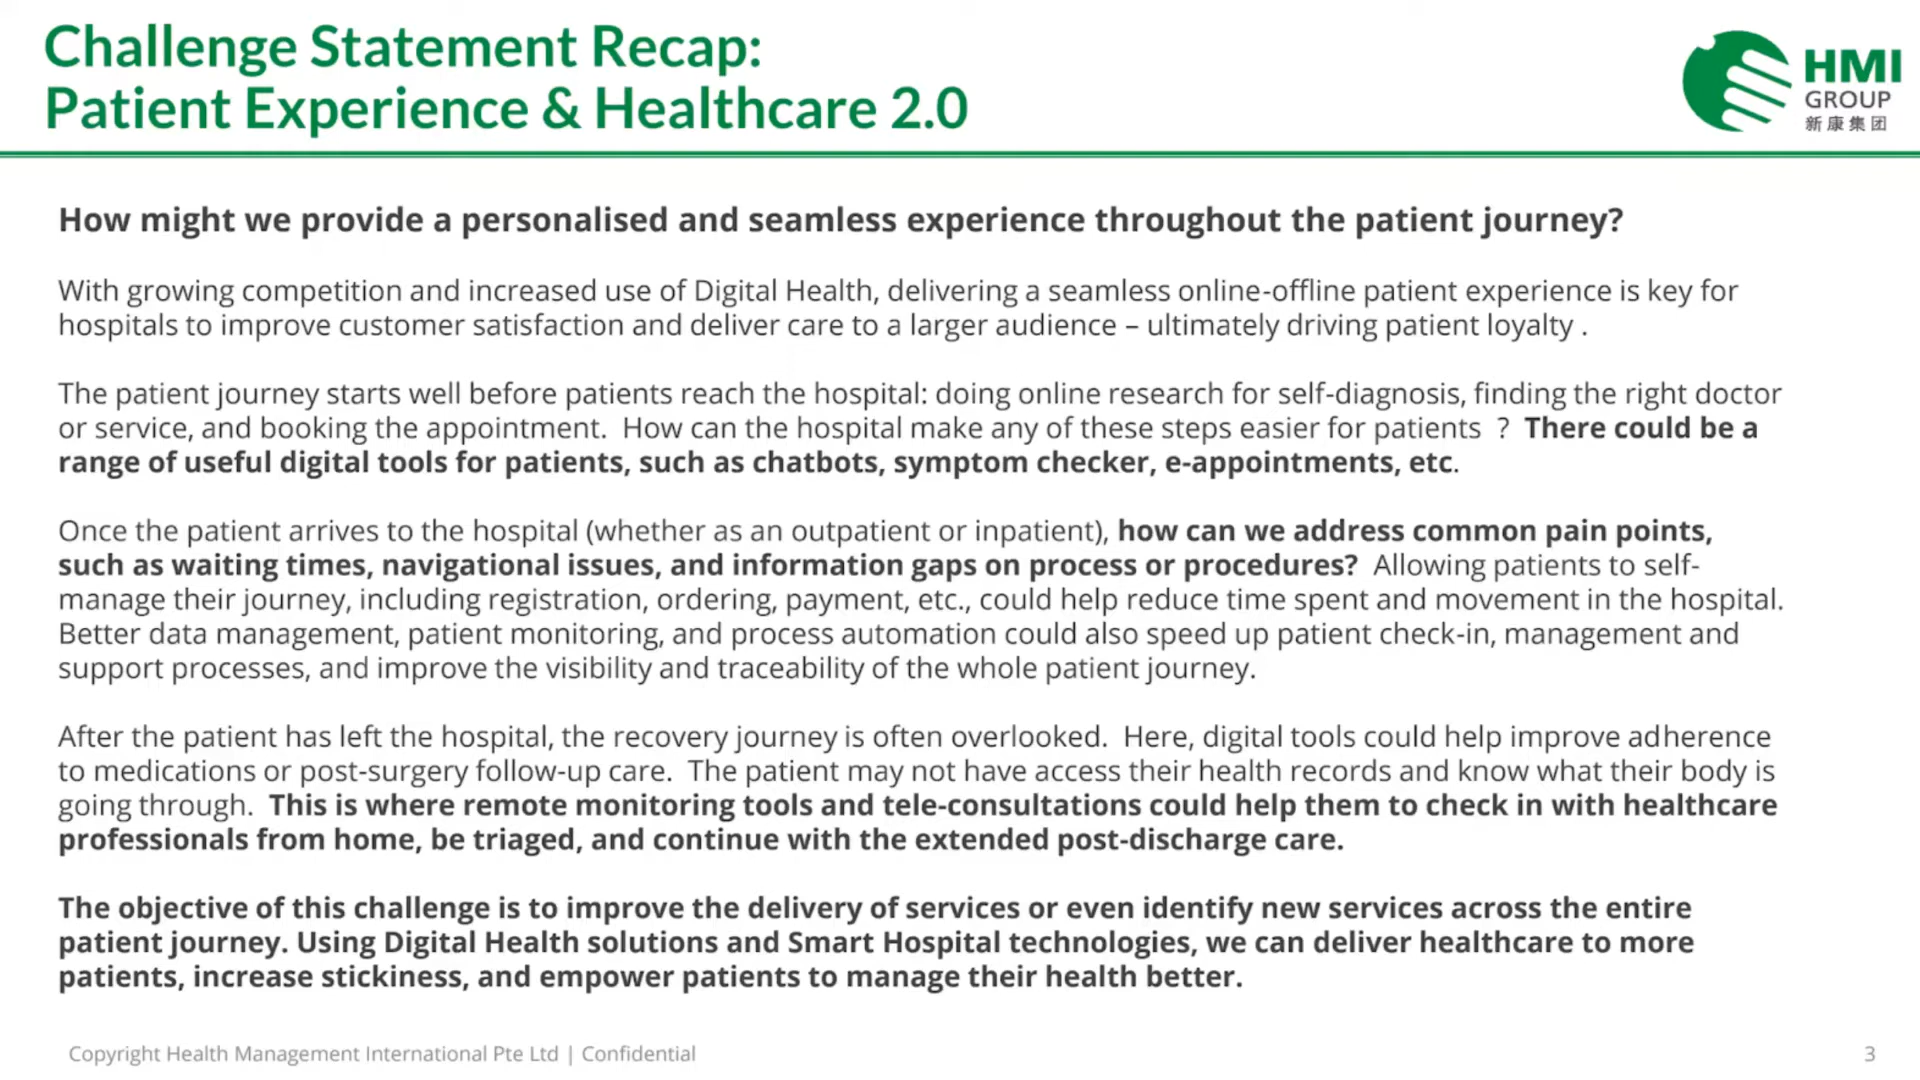 Challenge Statement Recap:
Patient Experience & Healthcare 2.0
HMI
GROUP
新康集团
How might we provide a personalised and seamless experience throughout the patient journey?
With growing competition and increased use of Digital Health, delivering a seamless online-offline patient experience is key for
hospitals to improve customer satisfaction and deliver care to a larger audience – ultimately driving patient loyalty .
The patient journey starts well before patients reach the hospital: doing online research for self-diagnosis, finding the right doctor
or service, and booking the appointment.  How can the hospital make any of these steps easier for patients  ?  There could be a
range of useful digital tools for patients, such as chatbots, symptom checker, e-appointments, etc.
Once the patient arrives to the hospital (whether as an outpatient or inpatient), how can we address common pain points,
such as waiting times, navigational issues, and information gaps on process or procedures?  Allowing patients to self-
manage their journey, including registration, ordering, payment, etc., could help reduce time spent and movement in the hospital.
Better data management, patient monitoring, and process automation could also speed up patient check-in, management and
support processes, and improve the visibility and traceability of the whole patient journey.
After the patient has left the hospital, the recovery journey is often overlooked.  Here, digital tools could help improve adherence
to medications or post-surgery follow-up care.  The patient may not have access their health records and know what their body is
going through.  This is where remote monitoring tools and tele-consultations could help them to check in with healthcare
professionals from home, be triaged, and continue with the extended post-discharge care.
The objective of this challenge is to improve the delivery of services or even identify new services across the entire
patient journey. Using Digital Health solutions and Smart Hospital technologies, we can deliver healthcare to more
patients, increase stickiness, and empower patients to manage their health better.
Copyright Health Management International Pte Ltd | Confidential
3